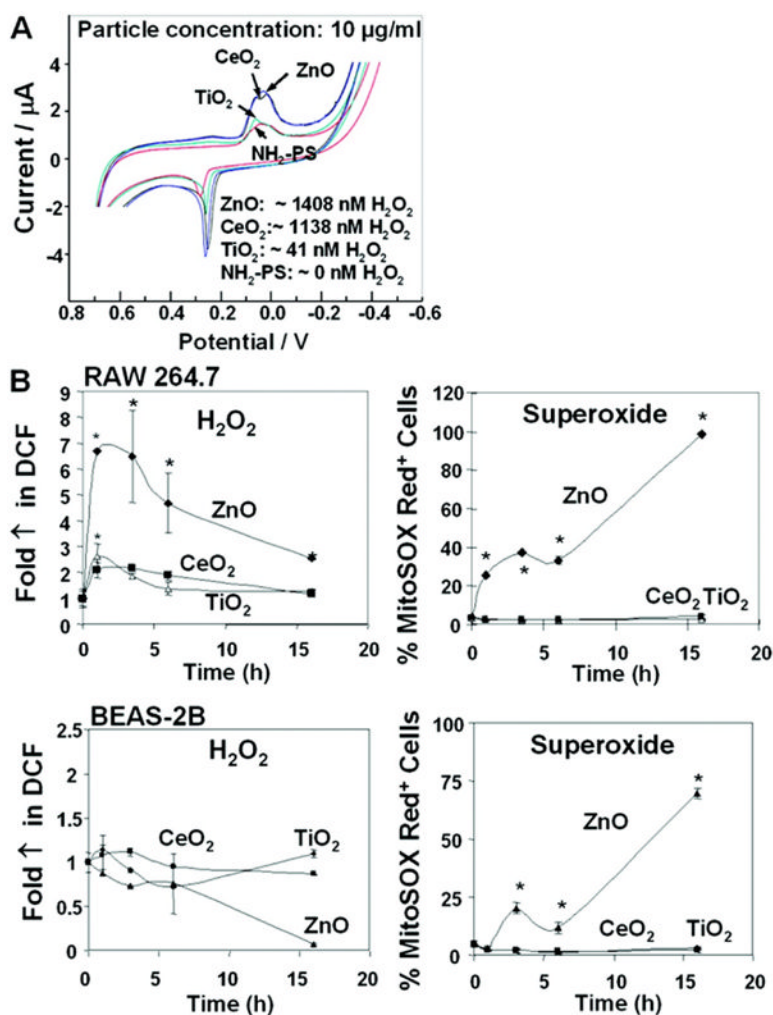 A
Particle concentration: 10 µg/ml
CeO₂
ZnO
TiO₂
NH₂-PS
ZnO: ~ 1408 nM H₂O₂
CeO₂:~ 1138 nM H₂O₂
TiO₂: ~ 41 nM H₂O₂
NH₂-PS: ~ 0 nM H₂O₂
Current / µA
4
2
0
-2
-4
0.8 0.6 0.4 0.2 0.0 -0.2 -0.4 -0.6
Potential / V
B
RAW 264.7
H₂O₂
Fold ↑ in DCF
9
8
7
6
5
4
3
2
1
0
* * * * *
ZnO
CeO₂
TiO₂
0 5 10 15 20
Time (h)
Superoxide
% MitoSOX Red⁺ Cells
120
100
80
60
40
20
0
* * * *
ZnO
CeO₂TiO₂
0 5 10 15 20
Time (h)
BEAS-2B
H₂O₂
Fold ↑ in DCF
2.5
2
1.5
1
0.5
0
CeO₂
TiO₂
ZnO
0 5 10 15 20
Time (h)
Superoxide
% MitoSOX Red⁺ Cells
100
75
50
25
0
* * *
ZnO
CeO₂
TiO₂
0 5 10 15 20
Time (h)